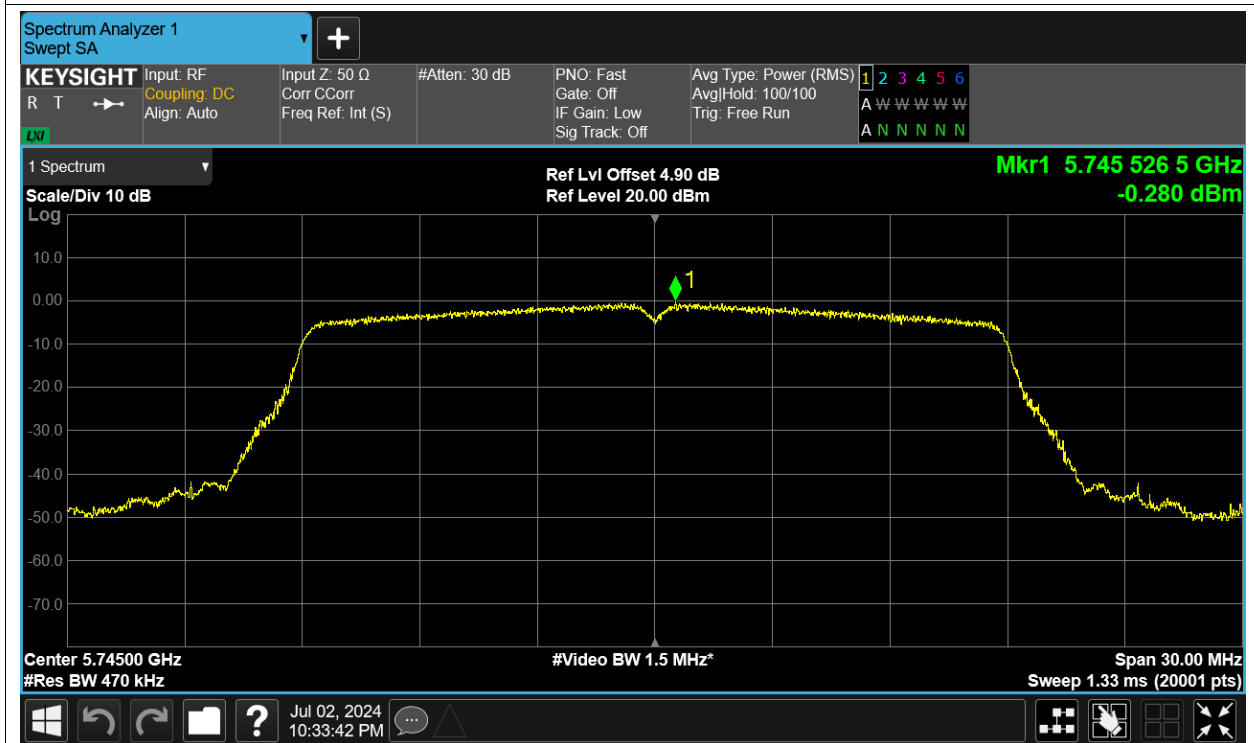 Spectrum Analyzer 1
Swept SA
KEYSIGHT
R T
LXI
Input: RF
Coupling: DC
Align: Auto
Input Z: 50 Ω
Corr CCorr
Freq Ref: Int (S)
#Atten: 30 dB
PNO: Fast
Gate: Off
IF Gain: Low
Sig Track: Off
Avg Type: Power (RMS)
Avg|Hold: 100/100
Trig: Free Run
1 2 3 4 5 6
A W W W W W
A N N N N N
1 Spectrum
Scale/Div 10 dB
Log
Ref Lvl Offset 4.90 dB
Ref Level 20.00 dBm
Mkr1 5.745 526 5 GHz
-0.280 dBm
1
10.0
0.00
-10.0
-20.0
-30.0
-40.0
-50.0
-60.0
-70.0
Center 5.74500 GHz
#Res BW 470 kHz
#Video BW 1.5 MHz*
Span 30.00 MHz
Sweep 1.33 ms (20001 pts)
?
Jul 02, 2024
10:33:42 PM